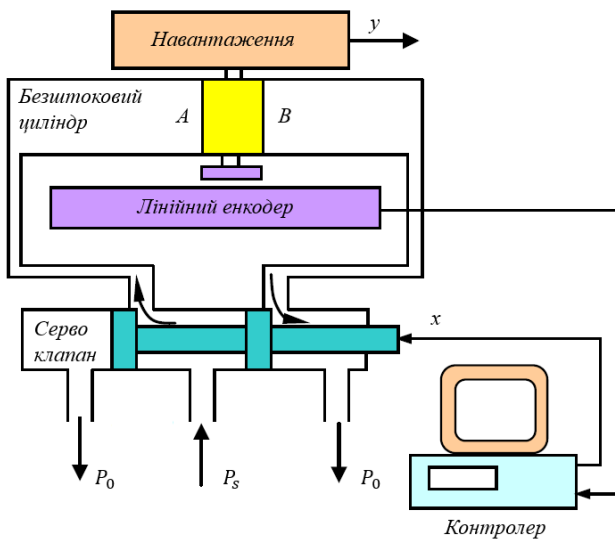 Навантаження
y
Безштоковий
циліндр
A
B
Лінійний енкодер
Серво
клапан
x
P₀
Pₛ
P₀
Контролер